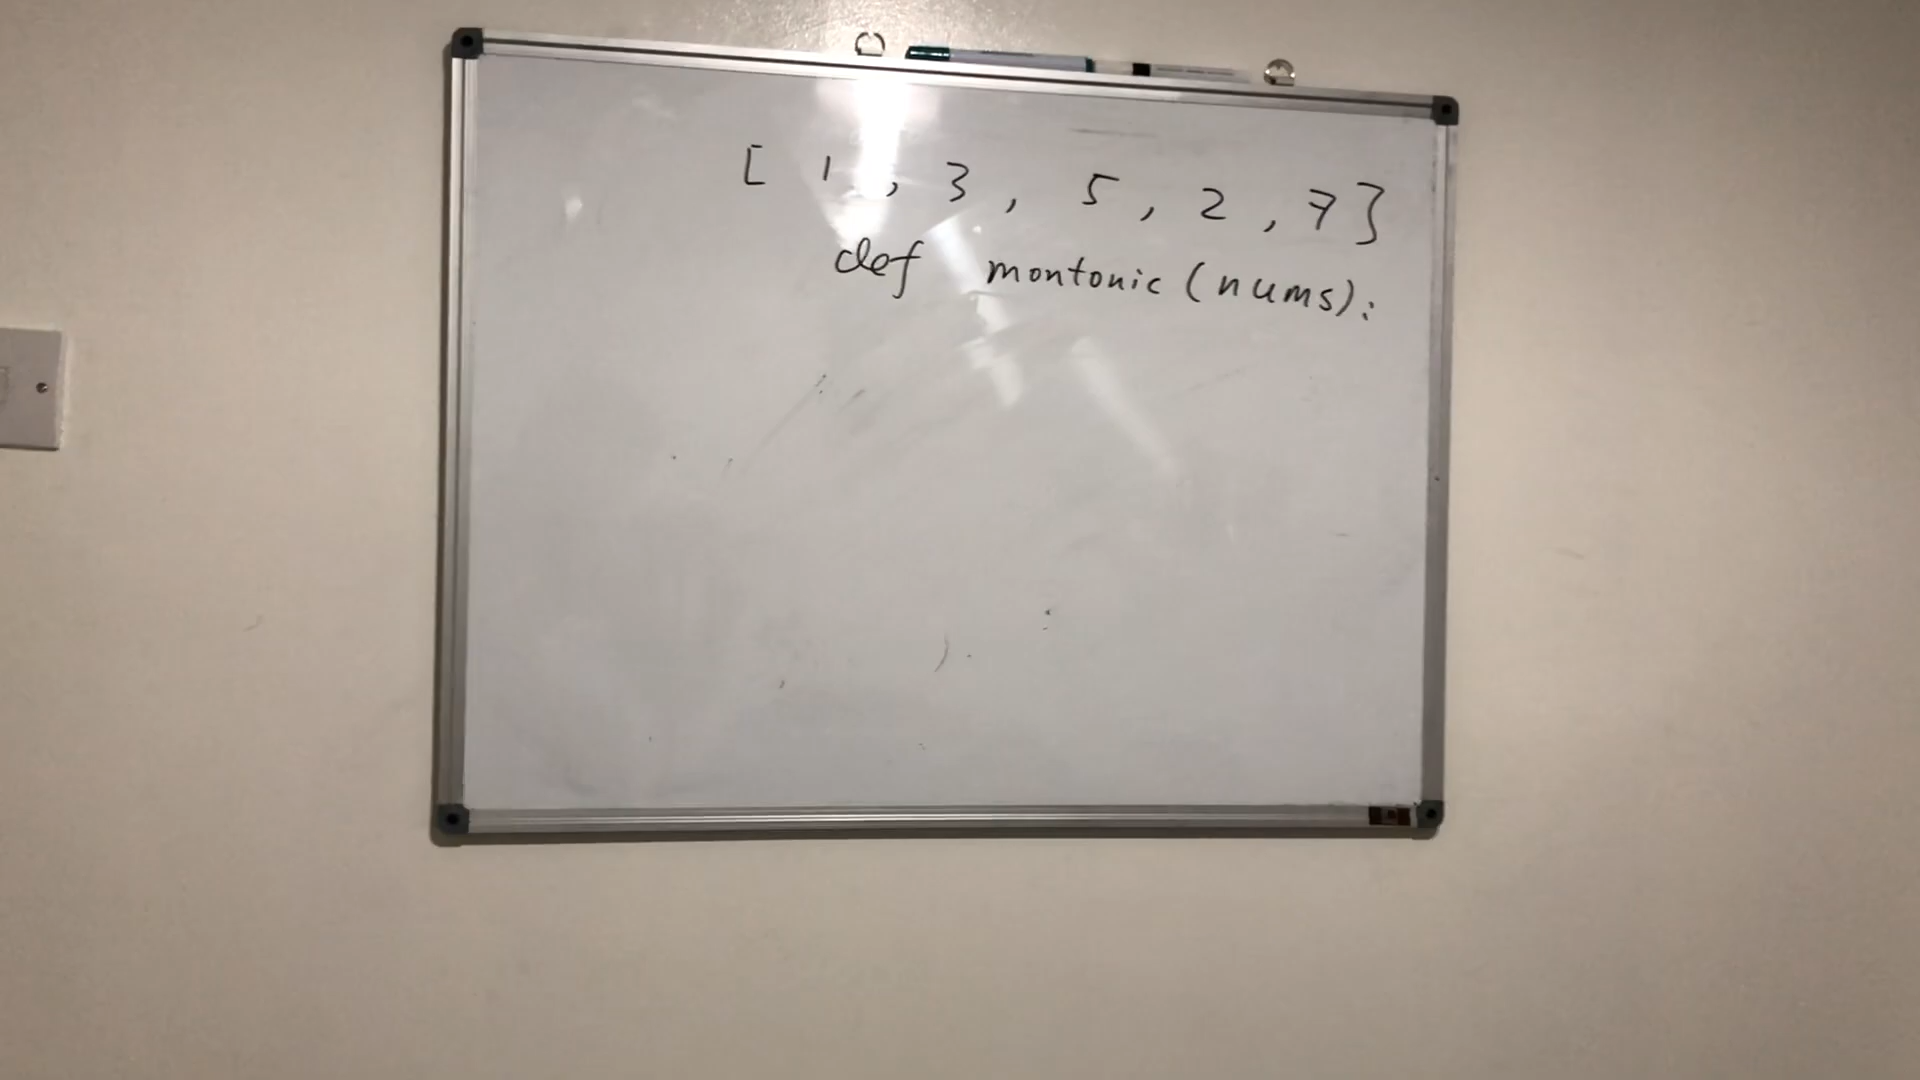 [ 1 , 3 , 5 , 2 , 7 ]
def montonic (nums):